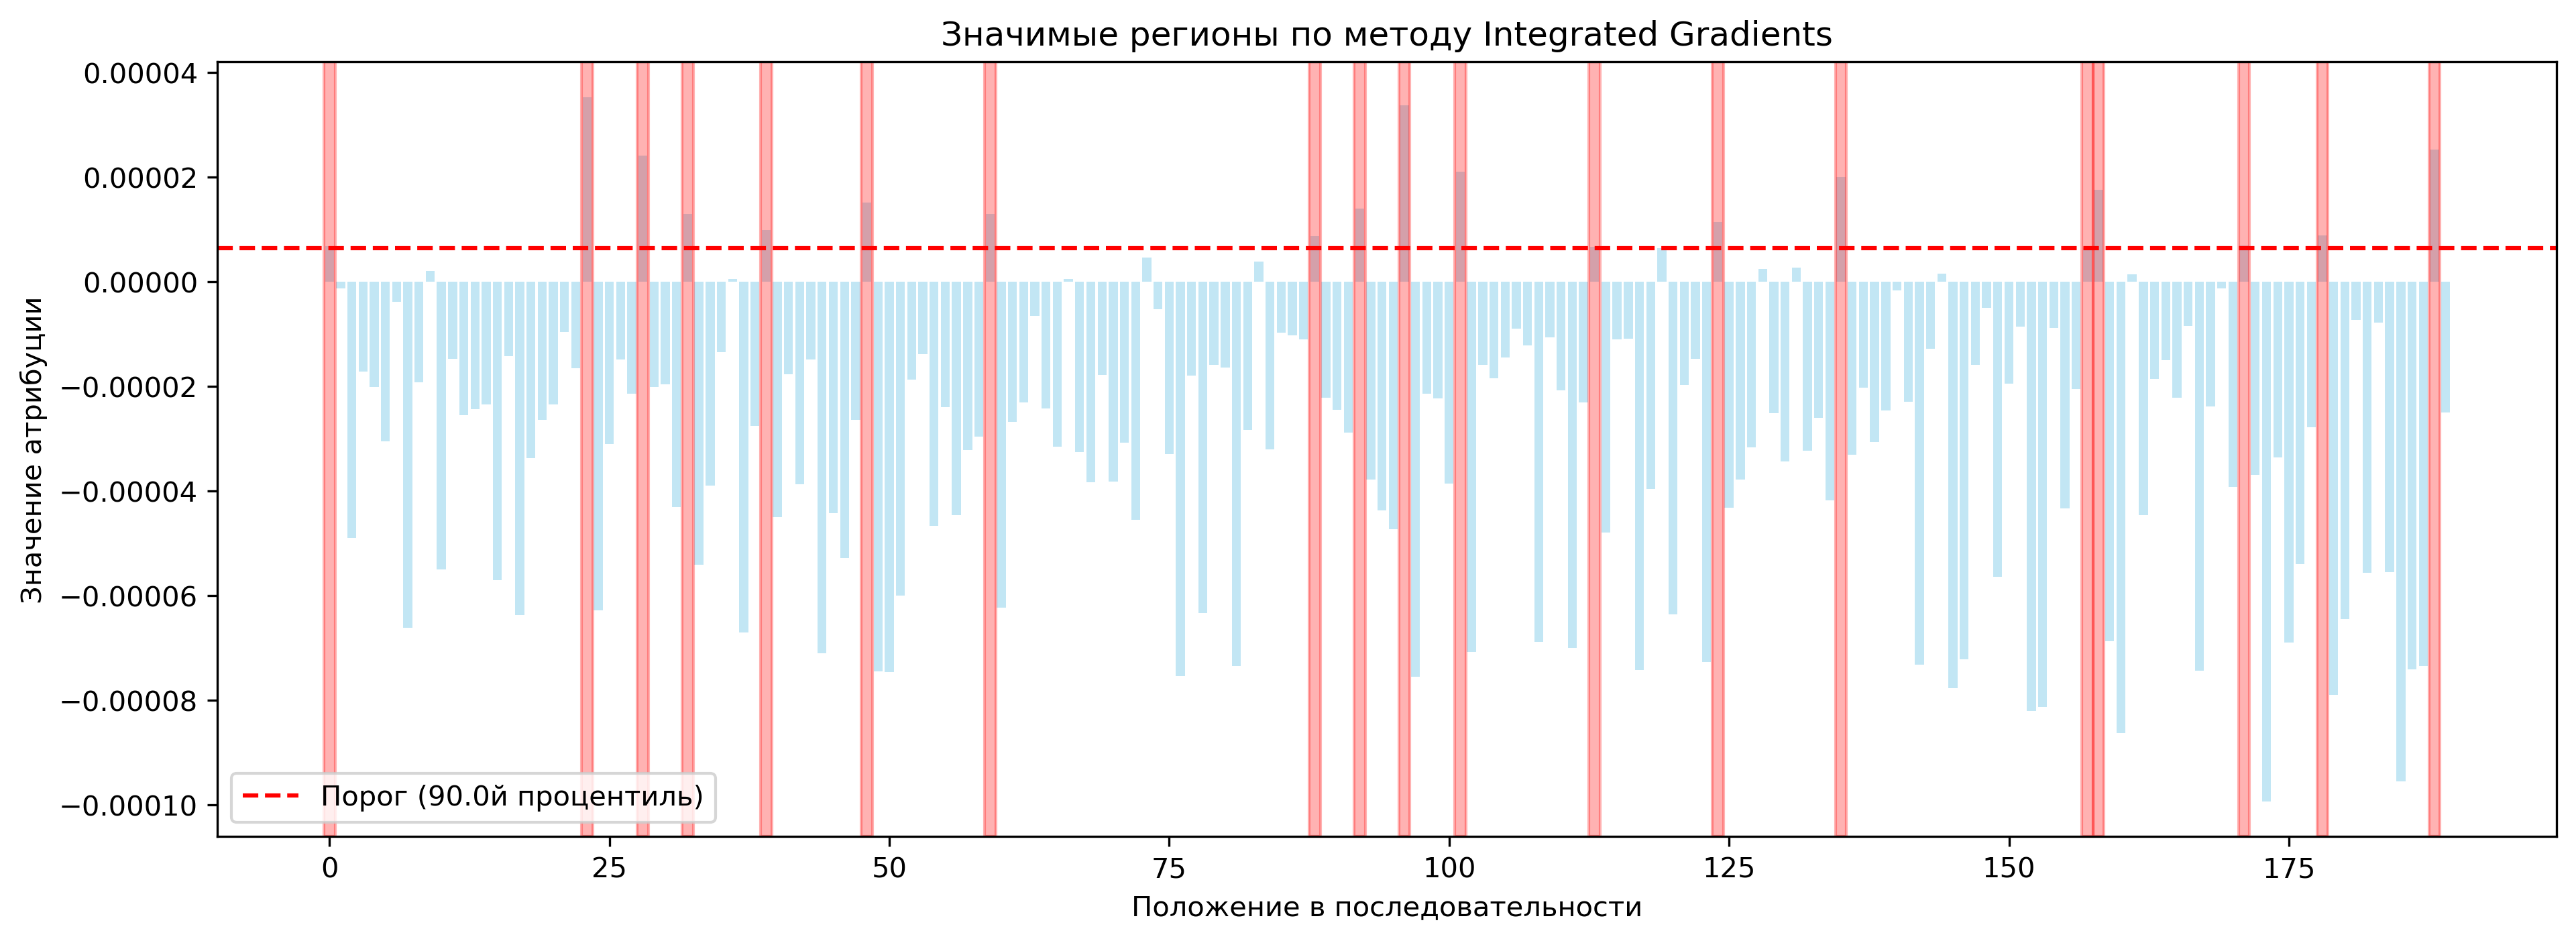 Значимые регионы по методу Integrated Gradients
Значение атрибуции
0.00004
0.00002
0.00000
−0.00002
−0.00004
−0.00006
−0.00008
−0.00010
Порог (90.0й процентиль)
0 25 50 75 100 125 150 175
Положение в последовательности